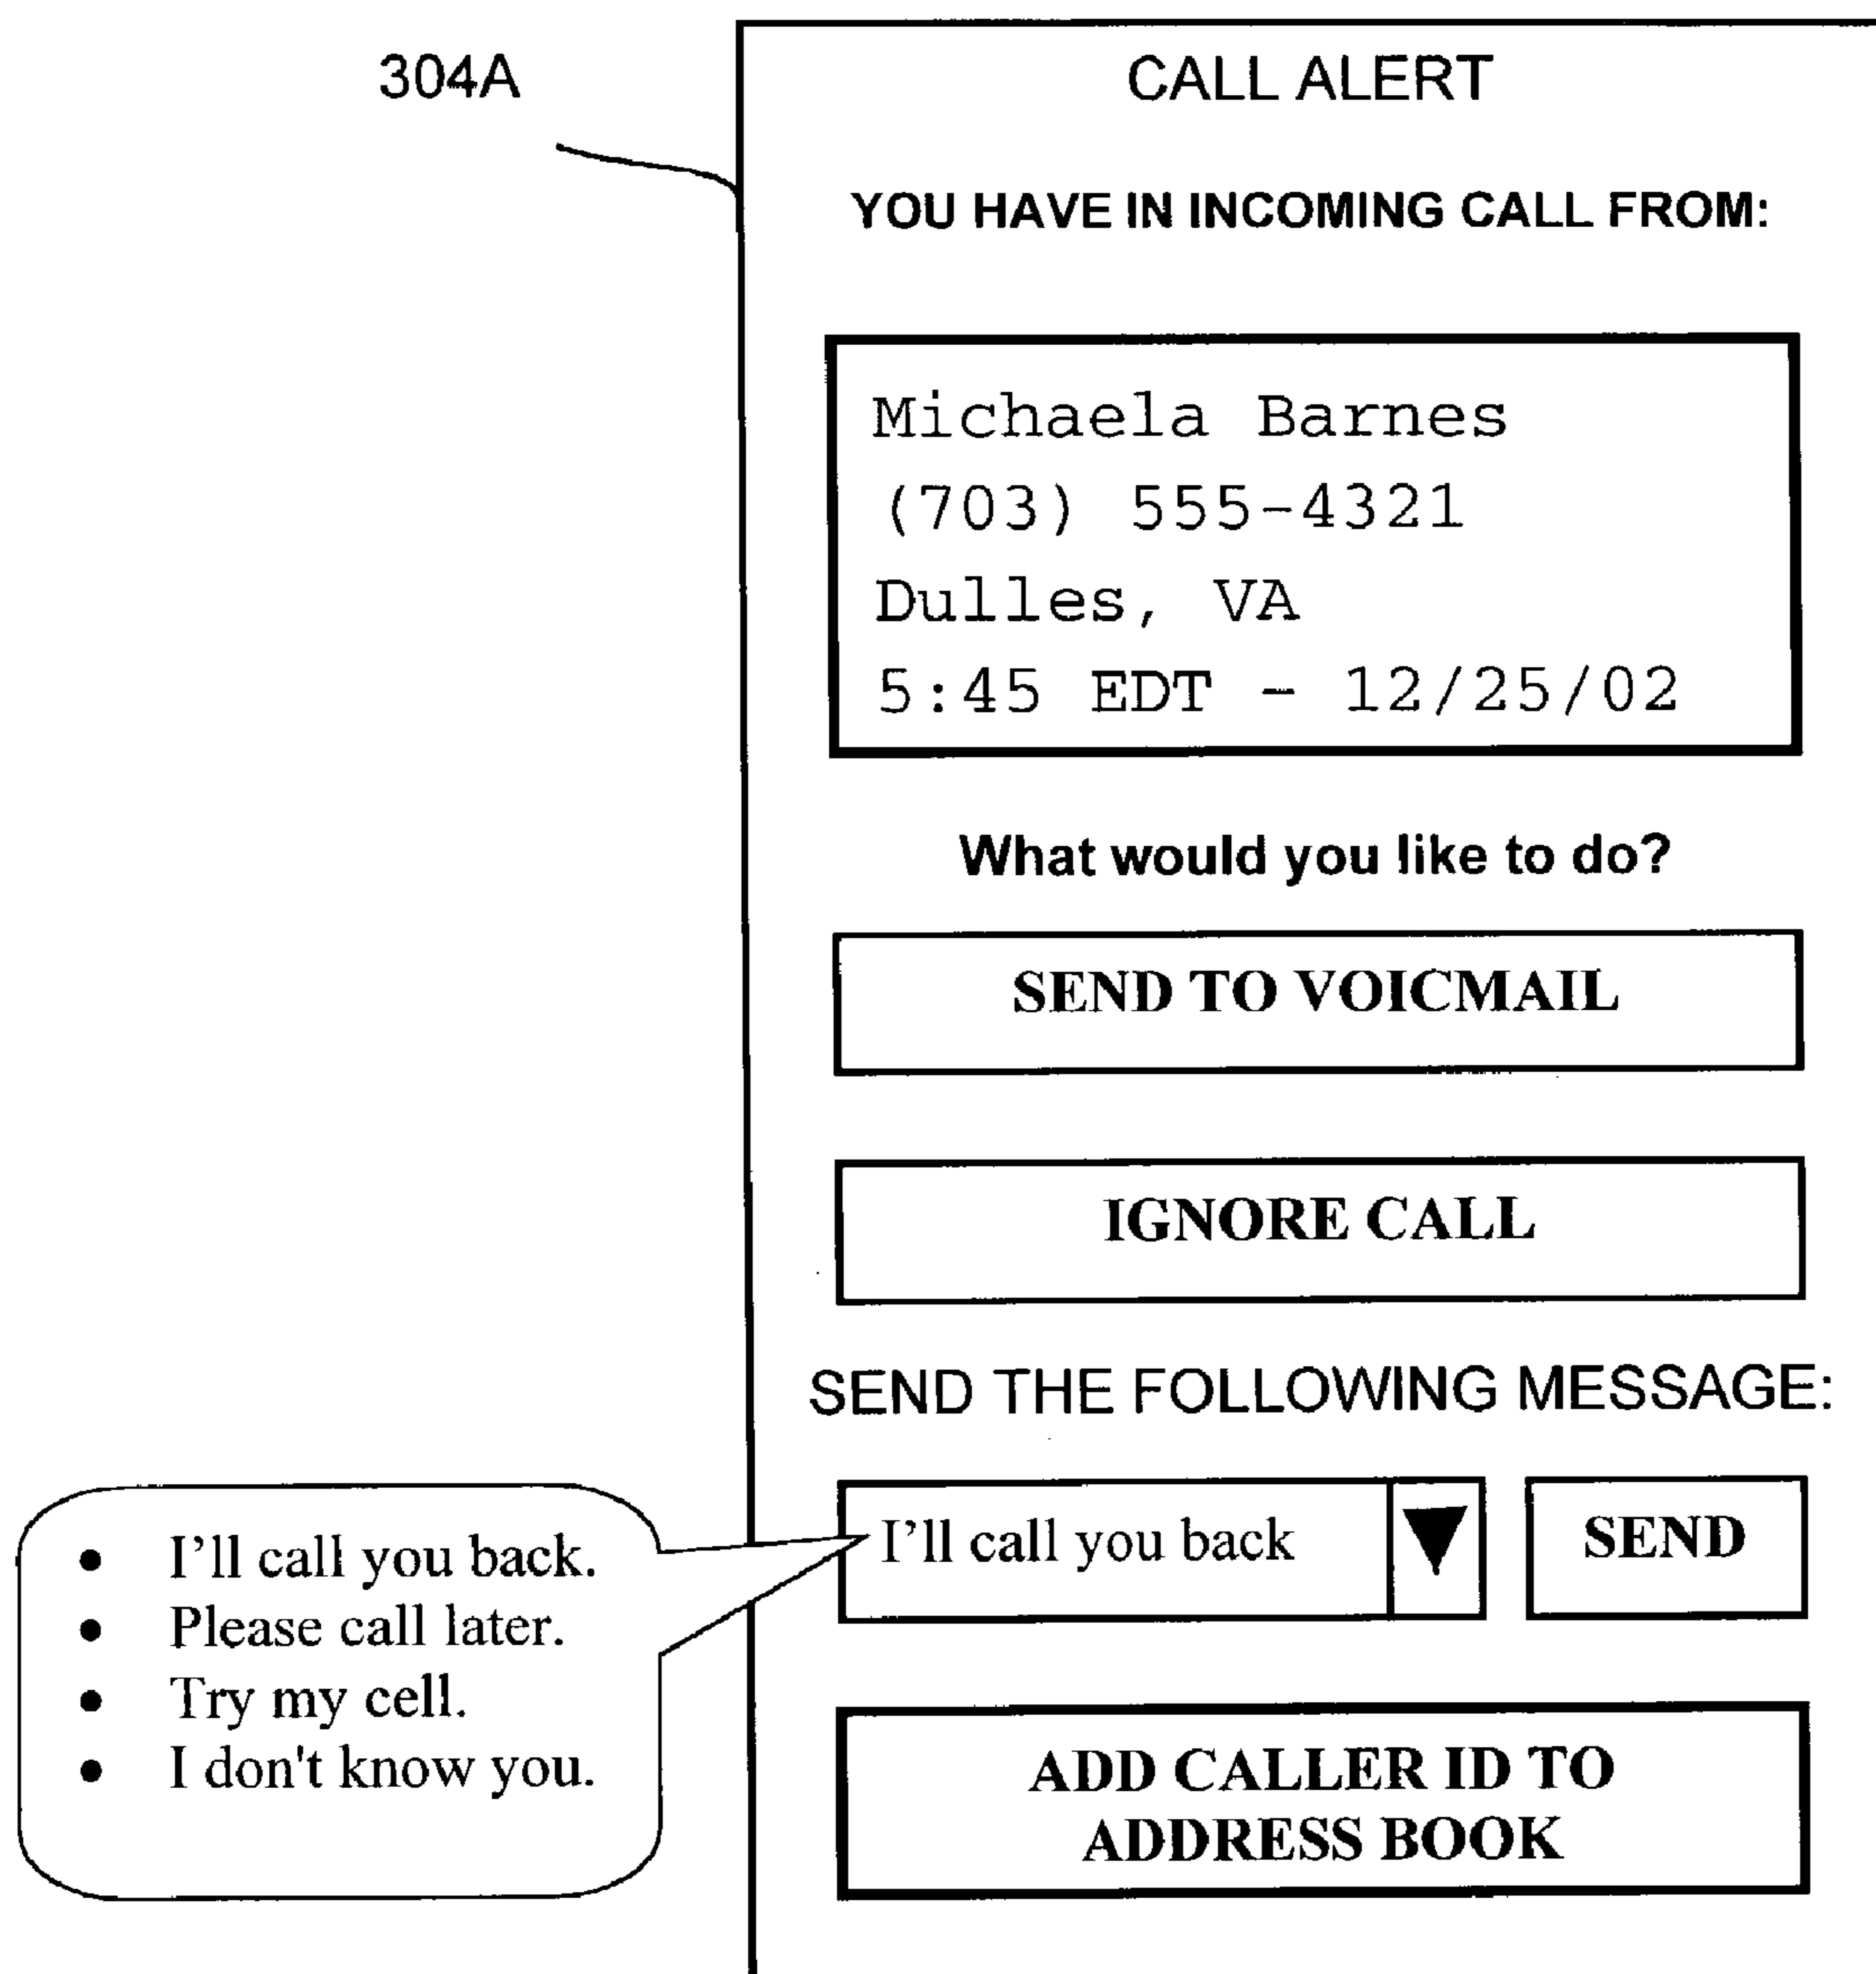 304A
CALL ALERT
YOU HAVE IN INCOMING CALL FROM:
Michaela Barnes
(703) 555-4321
Dulles, VA
5:45 EDT - 12/25/02
What would you like to do?
SEND TO VOICMAIL
IGNORE CALL
SEND THE FOLLOWING MESSAGE:
I'll call you back
SEND
• I'll call you back.
• Please call later.
• Try my cell.
• I don't know you.
ADD CALLER ID TO
ADDRESS BOOK